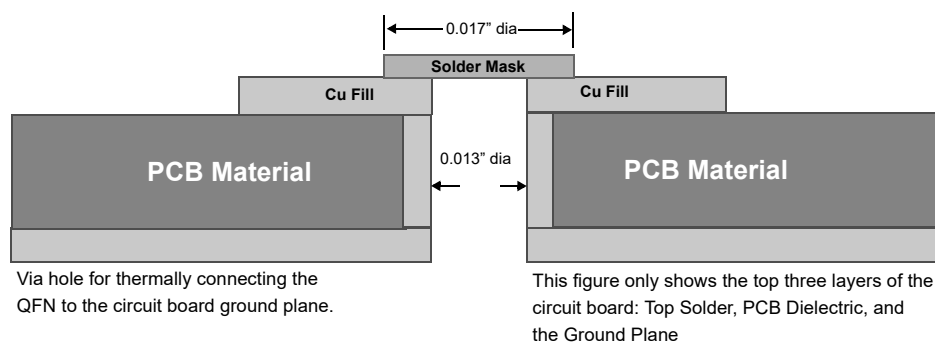 0.017” dia
Solder Mask
Cu Fill
Cu Fill
PCB Material
0.013” dia
PCB Material
Via hole for thermally connecting the
QFN to the circuit board ground plane.
This figure only shows the top three layers of the
circuit board: Top Solder, PCB Dielectric, and
the Ground Plane